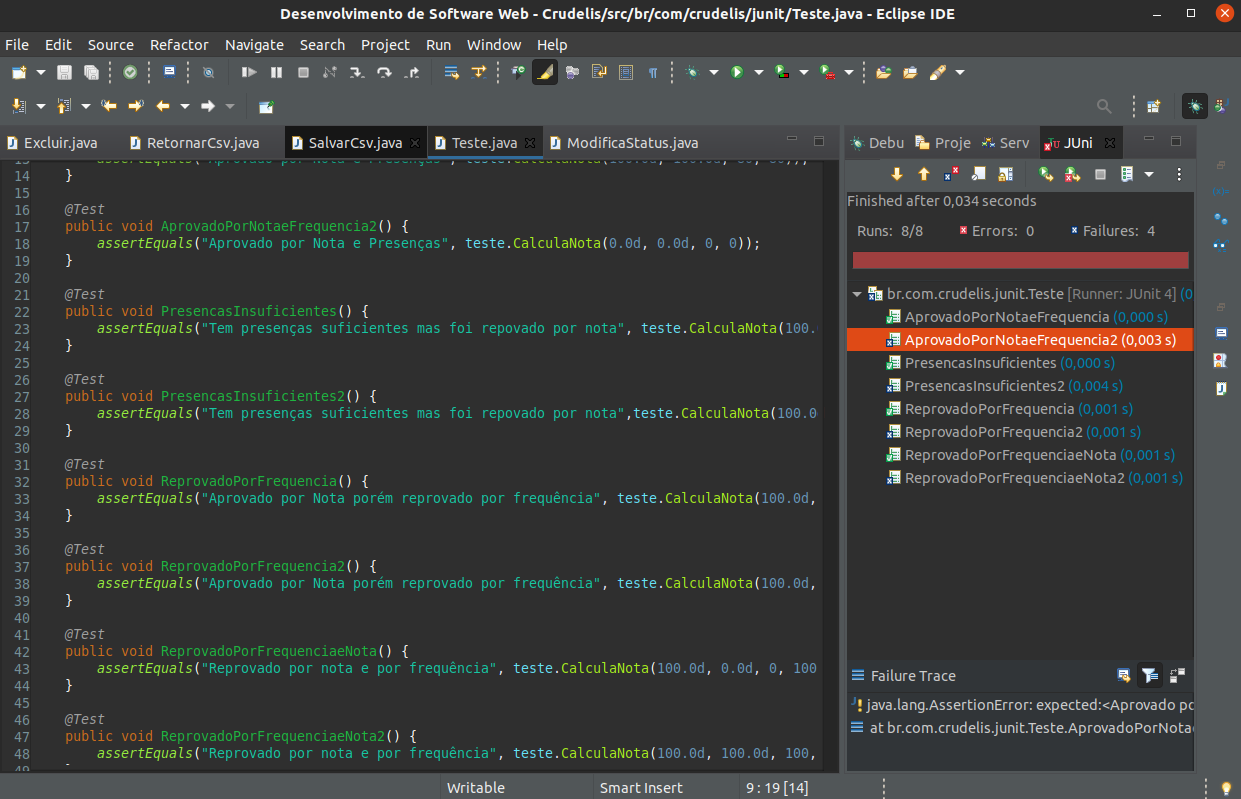 Desenvolvimento de Software Web - Crudelis/src/br/com/crudelis/junit/Teste.java - Eclipse IDE
File Edit Source Refactor Navigate Search Project Run Window Help
Excluir.java RetornarCsv.java SalvarCsv.java Teste.java ModificaStatus.java
Debu Proje Serv JUni
14 }
15
16 @Test
17 public void AprovadoPorNotaeFrequencia2() {
18 assertEquals("Aprovado por Nota e Presenças", teste.CalculaNota(0.0d, 0.0d, 0, 0));
19 }
20
21 @Test
22 public void PresencasInsuficientes() {
23 assertEquals("Tem presenças suficientes mas foi repovado por nota", teste.CalculaNota(100.
24 }
25
26 @Test
27 public void PresencasInsuficientes2() {
28 assertEquals("Tem presenças suficientes mas foi repovado por nota",teste.CalculaNota(100.0
29 }
30
31 @Test
32 public void ReprovadoPorFrequencia() {
33 assertEquals("Aprovado por Nota porém reprovado por frequência", teste.CalculaNota(100.0d,
34 }
35
36 @Test
37 public void ReprovadoPorFrequencia2() {
38 assertEquals("Aprovado por Nota porém reprovado por frequência", teste.CalculaNota(100.0d,
39 }
40
41 @Test
42 public void ReprovadoPorFrequenciaeNota() {
43 assertEquals("Reprovado por nota e por frequência", teste.CalculaNota(100.0d, 0.0d, 0, 100
44 }
45
46 @Test
47 public void ReprovadoPorFrequenciaeNota2() {
48 assertEquals("Reprovado por nota e por frequência", teste.CalculaNota(100.0d, 100.0d, 100,
Finished after 0,034 seconds
Runs: 8/8 Errors: 0 Failures: 4
br.com.crudelis.junit.Teste [Runner: JUnit 4] (0
AprovadoPorNotaeFrequencia (0,000 s)
AprovadoPorNotaeFrequencia2 (0,003 s)
PresencasInsuficientes (0,000 s)
PresencasInsuficientes2 (0,004 s)
ReprovadoPorFrequencia (0,001 s)
ReprovadoPorFrequencia2 (0,001 s)
ReprovadoPorFrequenciaeNota (0,001 s)
ReprovadoPorFrequenciaeNota2 (0,001 s)
Failure Trace
java.lang.AssertionError: expected:<Aprovado po
at br.com.crudelis.junit.Teste.AprovadoPorNotae
Writable Smart Insert 9 : 19 [14]